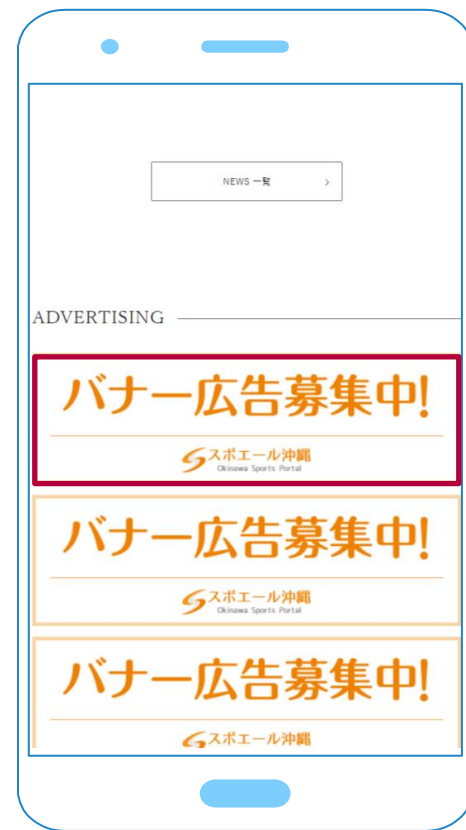 NEWS 一覧 >
ADVERTISING
バナー広告募集中!
スポエール沖縄
Okinawa Sports Portal
バナー広告募集中!
スポエール沖縄
Okinawa Sports Portal
バナー広告募集中!
スポエール沖縄